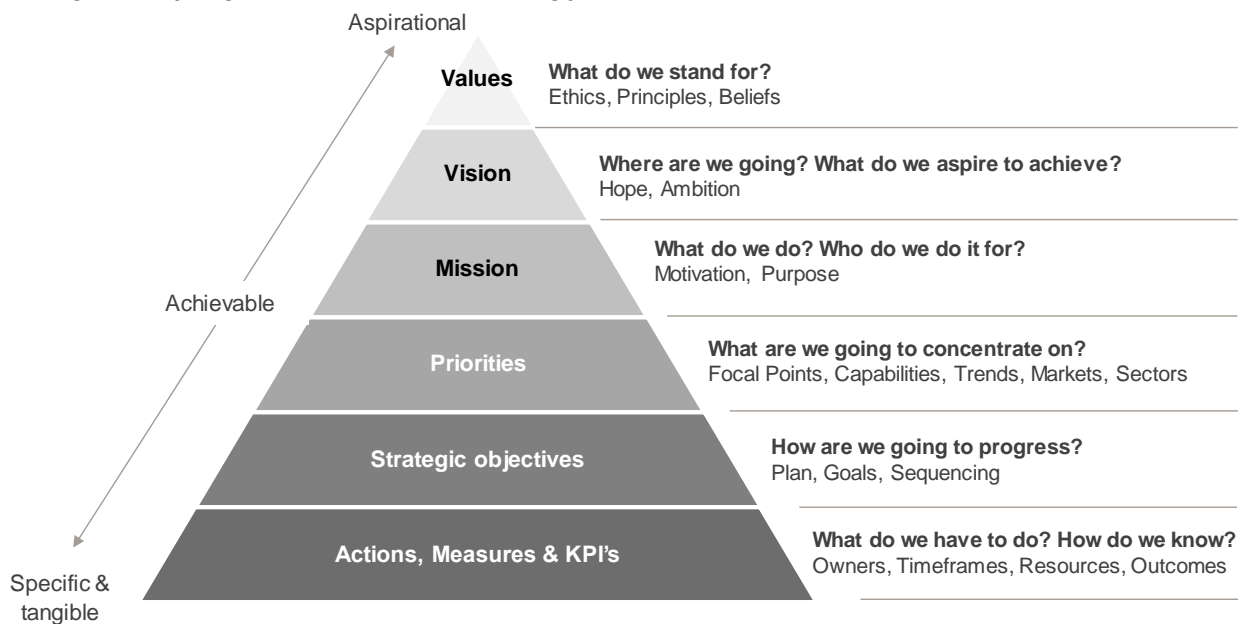 Aspirational
Values
What do we stand for?
Ethics, Principles, Beliefs
Vision
Where are we going? What do we aspire to achieve?
Hope, Ambition
Mission
What do we do? Who do we do it for?
Motivation, Purpose
Achievable
Priorities
What are we going to concentrate on?
Focal Points, Capabilities, Trends, Markets, Sectors
Strategic objectives
How are we going to progress?
Plan, Goals, Sequencing
Actions, Measures & KPI's
What do we have to do? How do we know?
Owners, Timeframes, Resources, Outcomes
Specific &
tangible